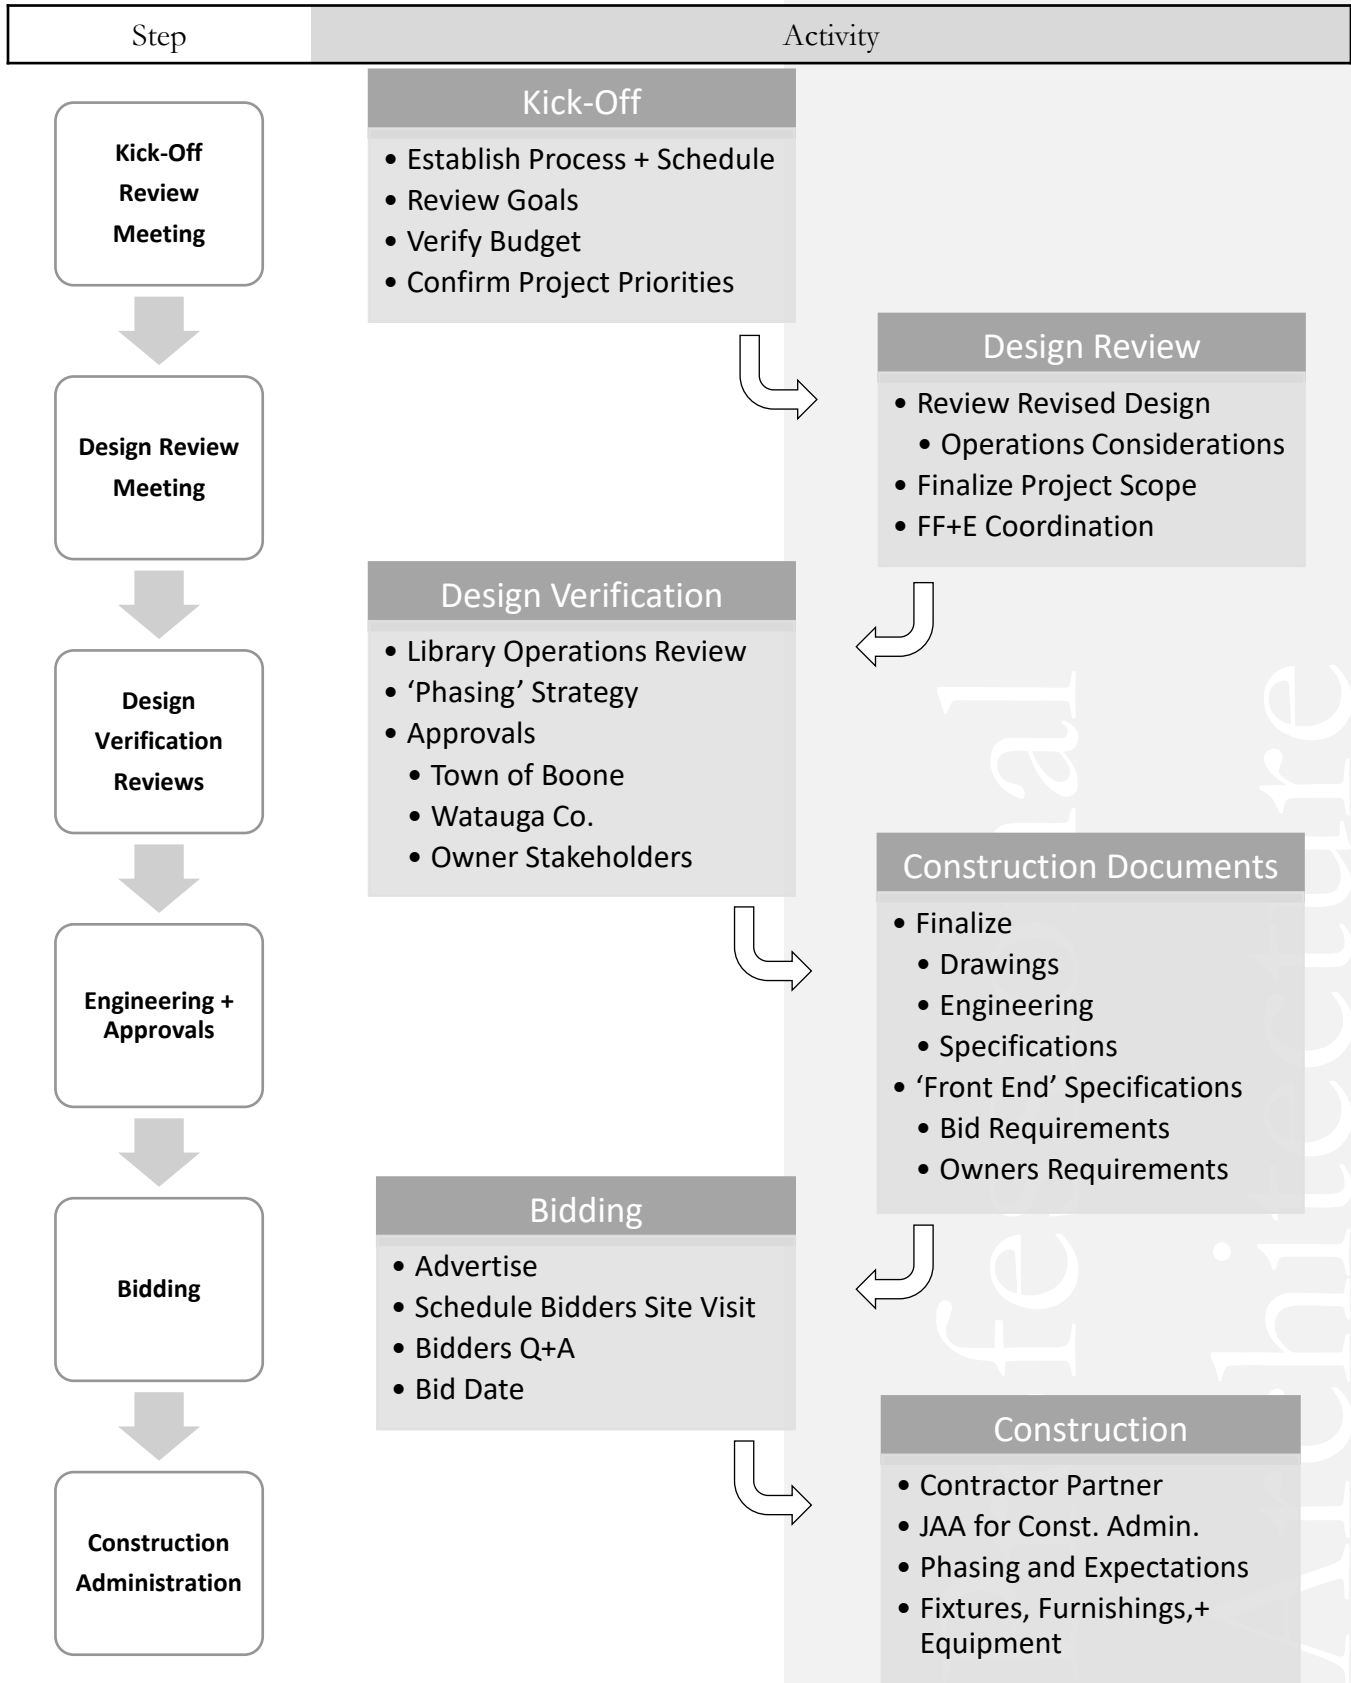 Step
Activity
Kick-Off
Review
Meeting
Kick-Off
• Establish Process + Schedule
• Review Goals
• Verify Budget
• Confirm Project Priorities
Design Review
Meeting
Design Review
• Review Revised Design
• Operations Considerations
• Finalize Project Scope
• FF+E Coordination
Design
Verification
Reviews
Design Verification
• Library Operations Review
• ‘Phasing’ Strategy
• Approvals
• Town of Boone
• Watauga Co.
• Owner Stakeholders
Engineering +
Approvals
Construction Documents
• Finalize
• Drawings
• Engineering
• Specifications
• ‘Front End’ Specifications
• Bid Requirements
• Owners Requirements
Bidding
Bidding
• Advertise
• Schedule Bidders Site Visit
• Bidders Q+A
• Bid Date
Construction
Administration
Construction
• Contractor Partner
• JAA for Const. Admin.
• Phasing and Expectations
• Fixtures, Furnishings,+
Equipment
Architecture